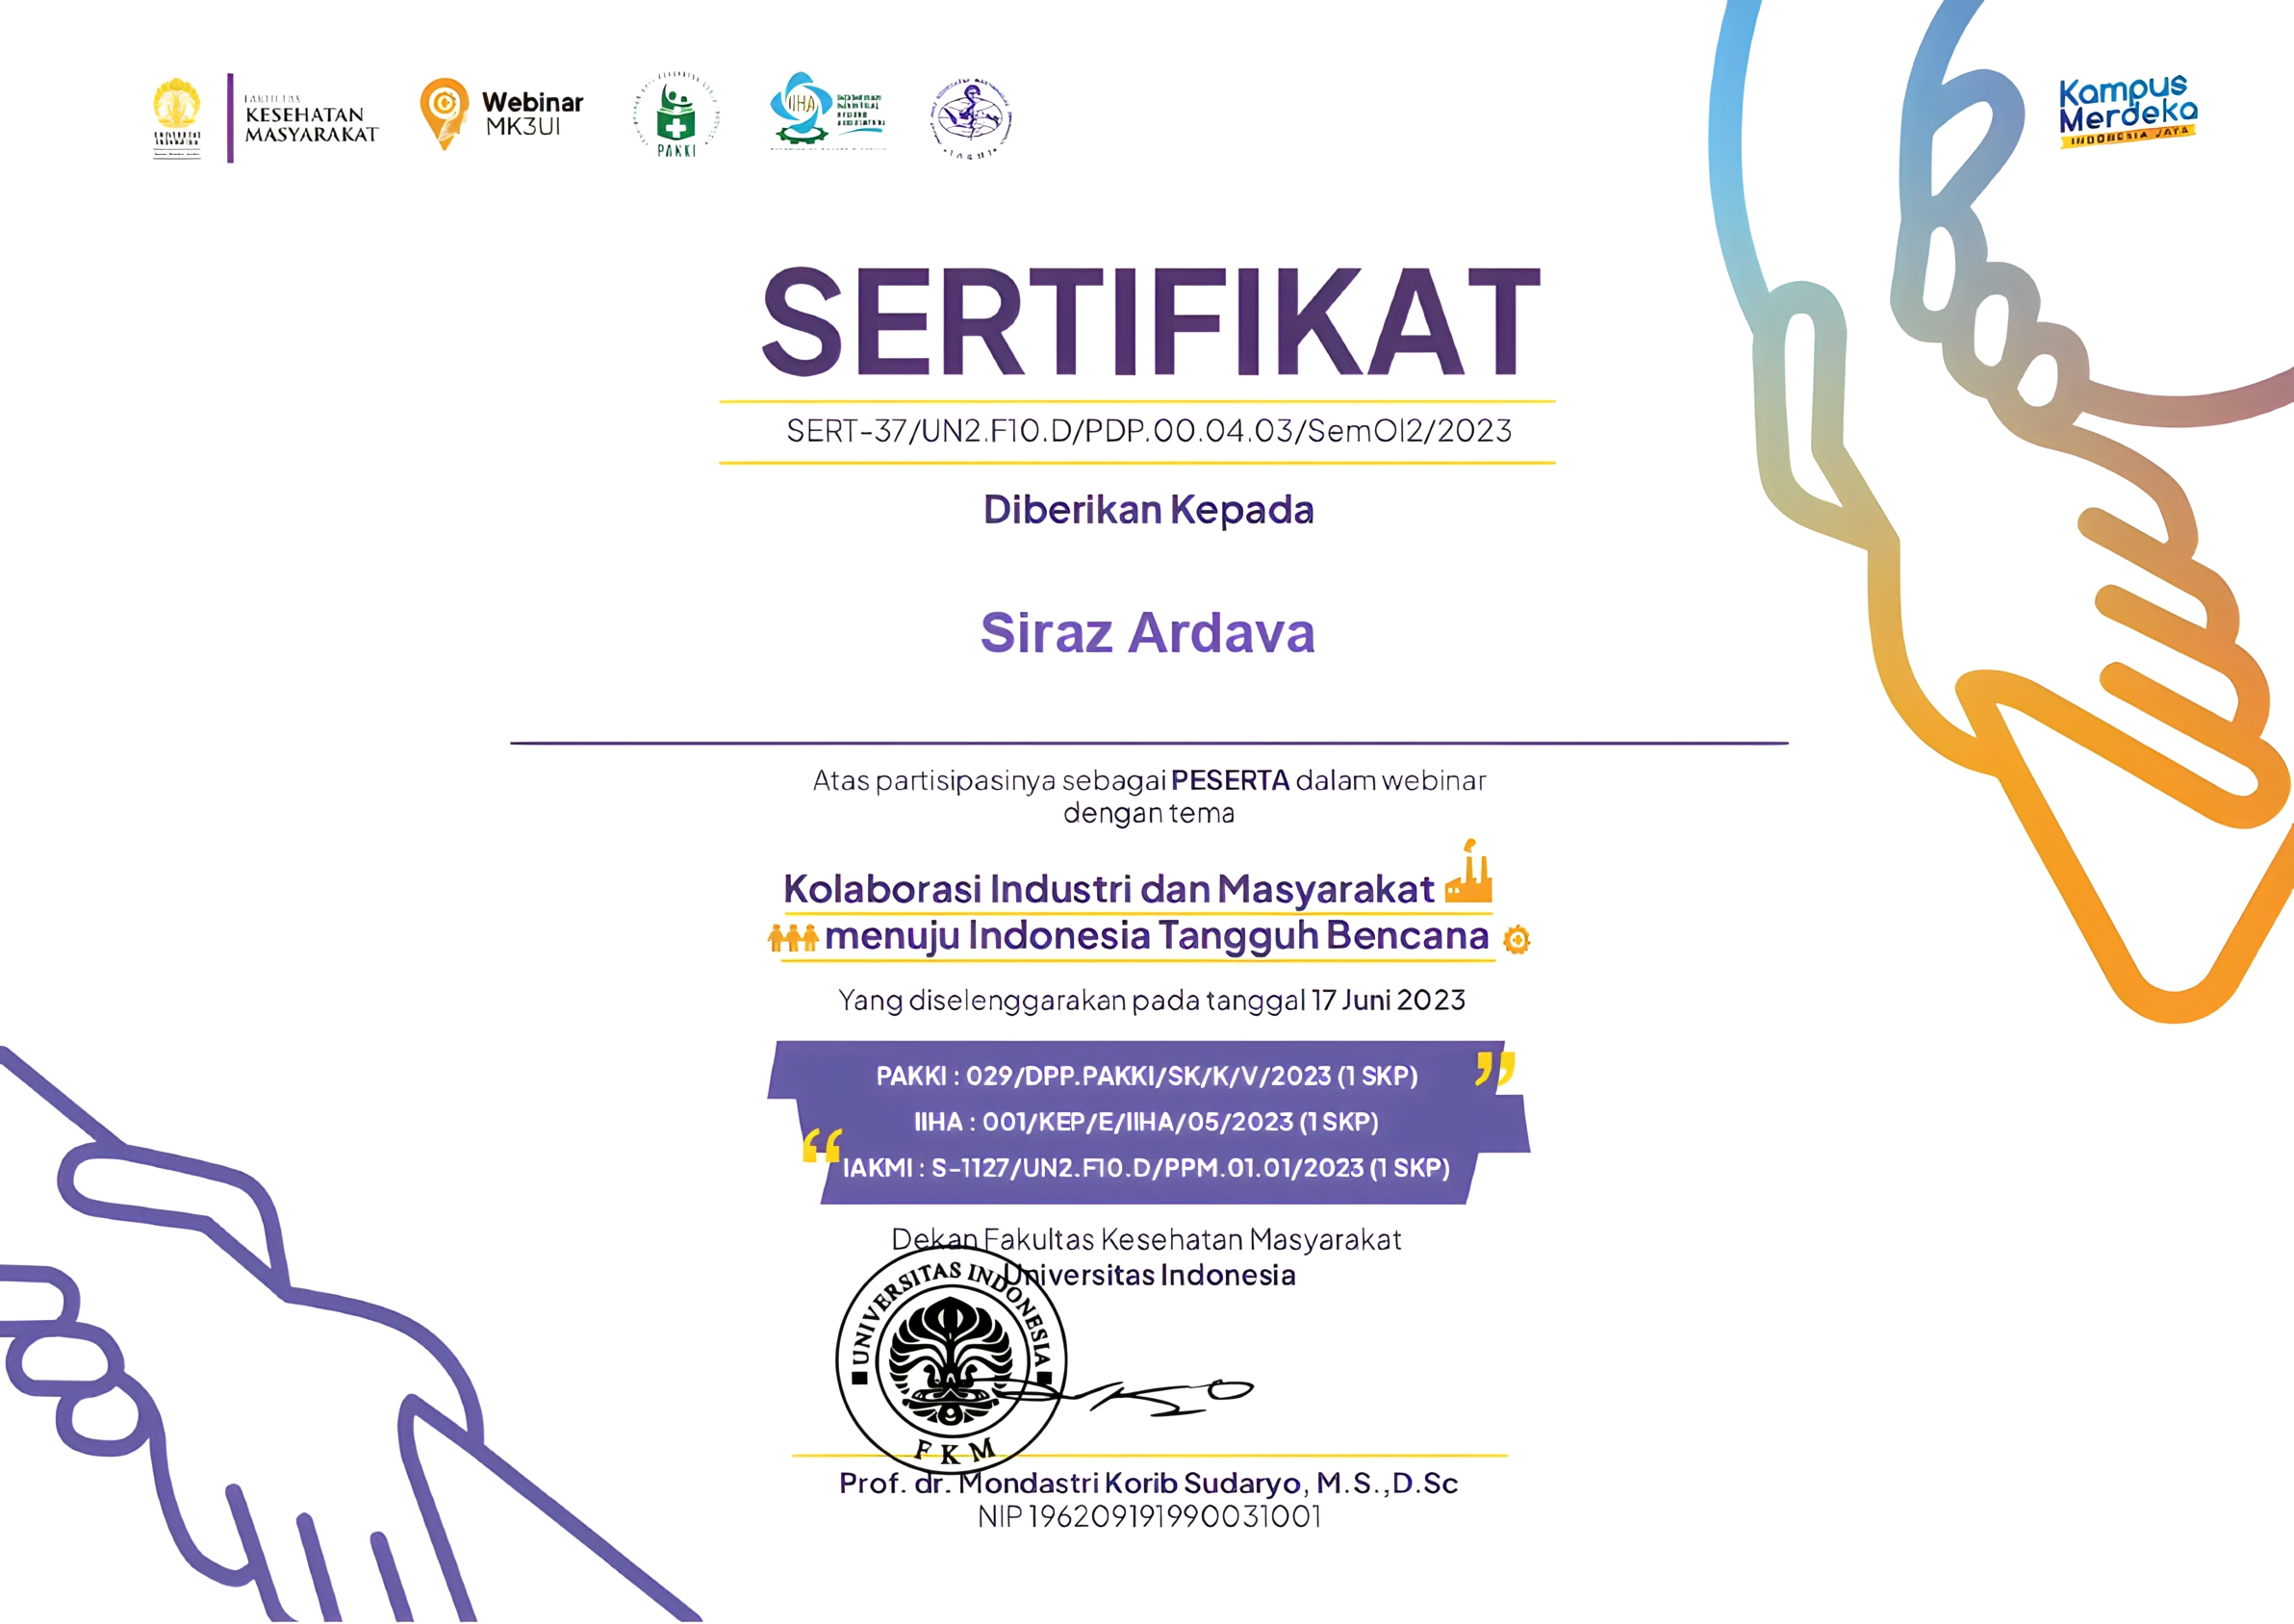 KESEHATAN
MASYARAKAT
Webinar
MK3UI
PAKKI
IIHA
Kampus
Merdeka
INDONESIA JAYA
SERTIFIKAT
SERT-37/UN2.F10.D/PDP.00.04.03/SemOl2/2023
Diberikan Kepada
Siraz Ardava
Atas partisipasinya sebagai PESERTA dalam webinar
dengan tema
Kolaborasi Industri dan Masyarakat
menuju Indonesia Tangguh Bencana
Yang diselenggarakan pada tanggal 17 Juni 2023
PAKKI : 029/DPP.PAKKI/SK/K/V/2023 (1 SKP)
IIHA : 001/KEP/E/IIHA/05/2023 (1 SKP)
IAKMI : S-1127/UN2.F10.D/PPM.01.01/2023 (1 SKP)
Dekan Fakultas Kesehatan Masyarakat
Universitas Indonesia
UNIVERSITAS INDONESIA
FKM
Prof. dr. Mondastri Korib Sudaryo, M.S.,D.Sc
NIP 196209191990031001